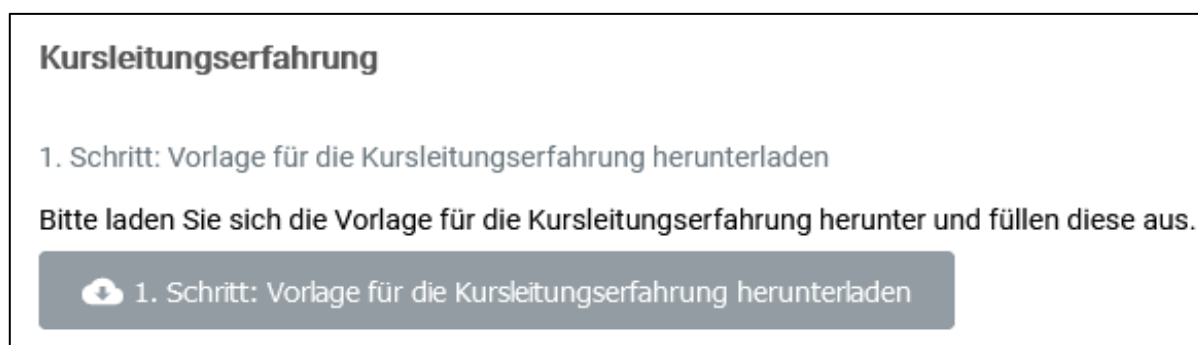 Kursleitungserfahrung
1. Schritt: Vorlage für die Kursleitungserfahrung herunterladen
Bitte laden Sie sich die Vorlage für die Kursleitungserfahrung herunter und füllen diese aus.
1. Schritt: Vorlage für die Kursleitungserfahrung herunterladen